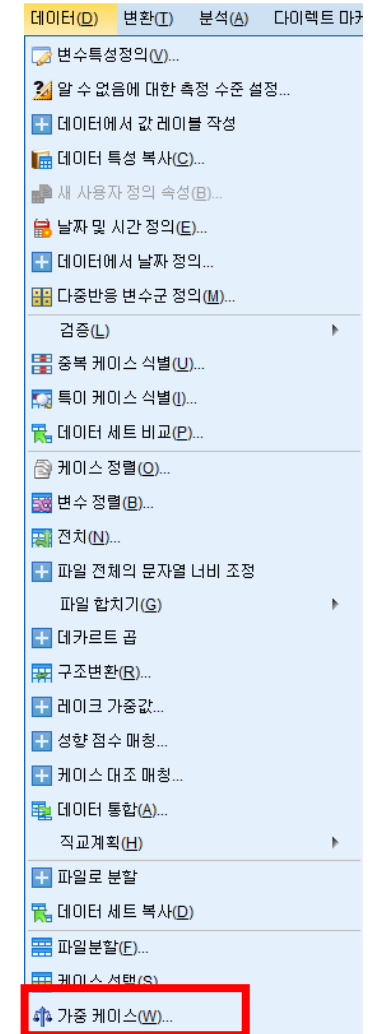 데이터(D) 변환(T) 분석(A) 다이렉트 마
변수특성정의(V)...
알 수 없음에 대한 측정 수준 설정...
데이터에서 값 레이블 작성
데이터 특성 복사(C)...
새 사용자 정의 속성(B)...
날짜 및 시간 정의(E)...
데이터에서 날짜 정의...
다중반응 변수군 정의(M)...
검증(L)
중복 케이스 식별(U)...
특이 케이스 식별(I)...
데이터 세트 비교(P)...
케이스 정렬(O)...
변수 정렬(B)...
전치(N)...
파일 전체의 문자열 너비 조정
파일 합치기(G)
데카르트 곱
구조변환(R)...
레이크 가중값...
성향 점수 매칭...
케이스 대조 매칭...
데이터 통합(A)...
직교계획(H)
파일로 분할
데이터 세트 복사(D)
파일분할(F)...
케이스 선택(S)...
가중 케이스(W)...